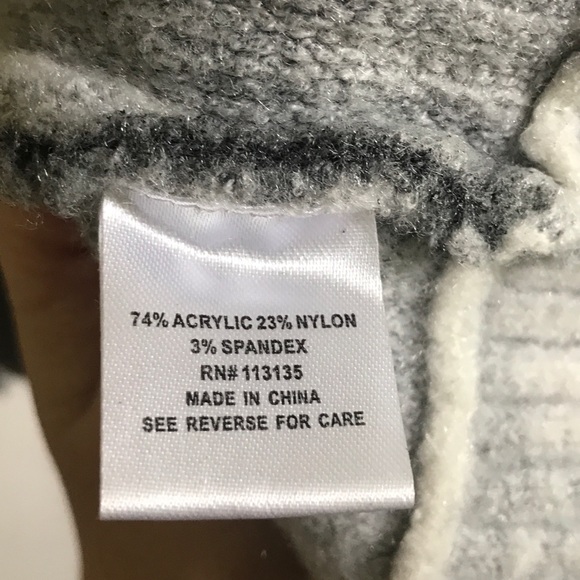 74% ACRYLIC 23% NYLON
3% SPANDEX
RN# 113135
MADE IN CHINA
SEE REVERSE FOR CARE